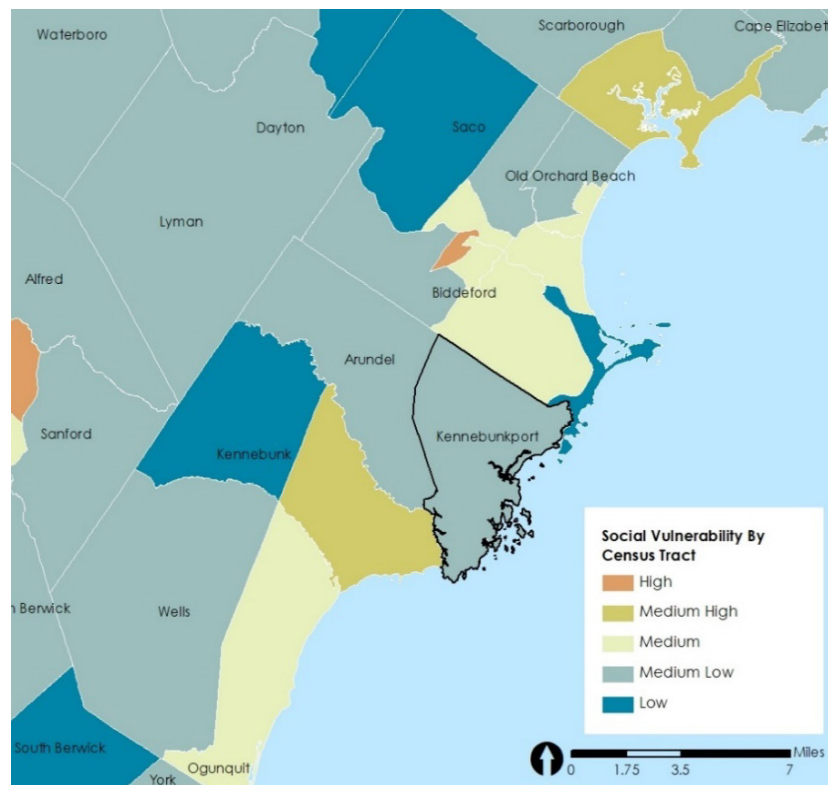 Scarborough
Cape Elizabet
Waterboro
Dayton
Saco
Old Orchard Beach
Lyman
Alfred
Biddeford
Arundel
Sanford
Kennebunkport
Kennebunk
Social Vulnerability By
Census Tract
High
Medium High
Medium
Medium Low
Low
h Berwick
Wells
South Berwick
Ogunquit
York
Miles
0 1.75 3.5 7